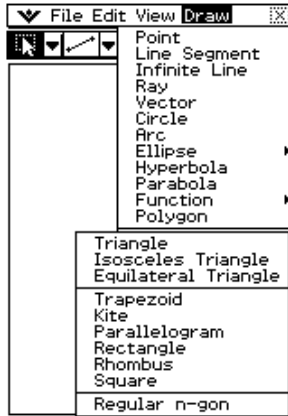 File Edit View Draw
Point
Line Segment
Infinite Line
Ray
Vector
Circle
Arc
Ellipse
Hyperbola
Parabola
Function
Polygon
Triangle
Isosceles Triangle
Equilateral Triangle
Trapezoid
Kite
Parallelogram
Rectangle
Rhombus
Square
Regular n-gon